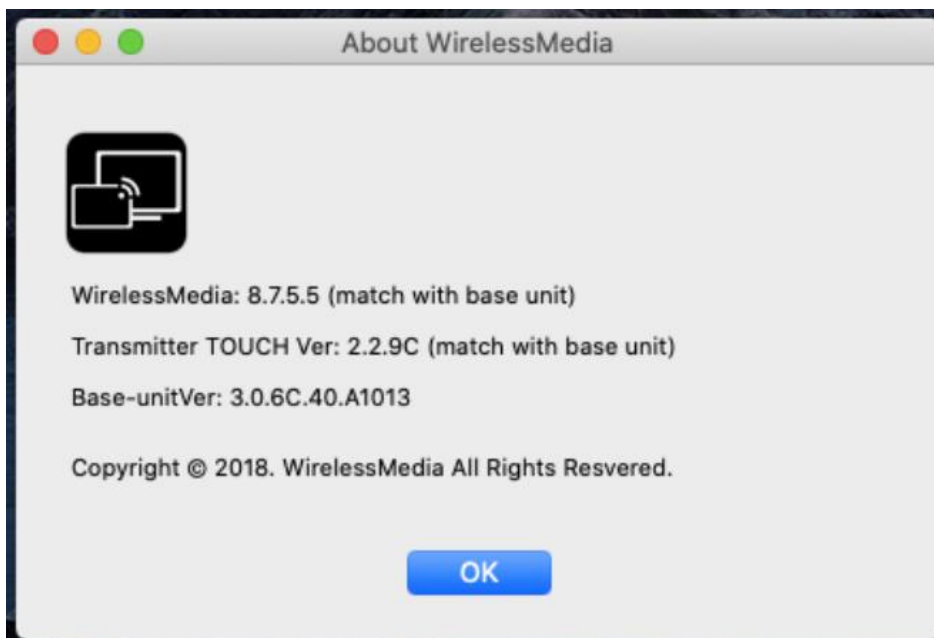 About WirelessMedia
WirelessMedia: 8.7.5.5 (match with base unit)
Transmitter TOUCH Ver: 2.2.9C (match with base unit)
Base-unitVer: 3.0.6C.40.A1013
Copyright © 2018. WirelessMedia All Rights Resvered.
OK